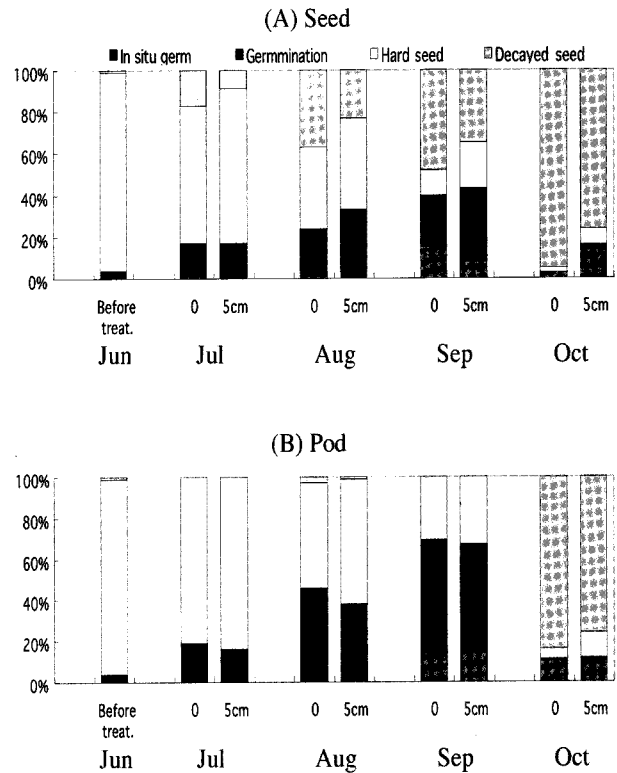 (A) Seed
In situ germ Germmination Hard seed Decayed seed
100%
80%
60%
40%
20%
0%
Before treat. 0 5cm 0 5cm 0 5cm 0 5cm
Jun Jul Aug Sep Oct
(B) Pod
100%
80%
60%
40%
20%
0%
Before treat. 0 5cm 0 5cm 0 5cm 0 5cm
Jun Jul Aug Sep Oct